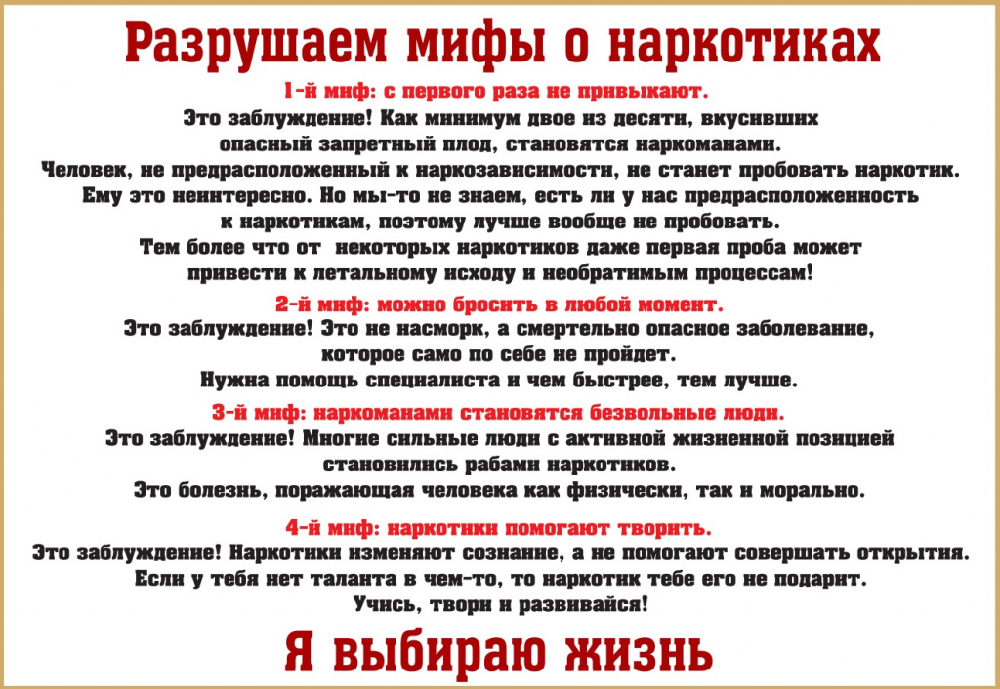 Разрушаем мифы о наркотиках
1-й миф: с первого раза не привыкают.
Это заблуждение! Как минимум двое из десяти, вкусивших
опасный запретный плод, становятся наркоманами.
Человек, не предрасположенный к наркозависимости, не станет пробовать наркотик.
Ему это неинтересно. Но мы-то не знаем, есть ли у нас предрасположенность
к наркотикам, поэтому лучше вообще не пробовать.
Тем более что от некоторых наркотиков даже первая проба может
привести к летальному исходу и необратимым процессам!
2-й миф: можно бросить в любой момент.
Это заблуждение! Это не насморк, а смертельно опасное заболевание,
которое само по себе не пройдет.
Нужна помощь специалиста и чем быстрее, тем лучше.
3-й миф: наркоманами становятся безвольные люди.
Это заблуждение! Многие сильные люди с активной жизненной позицией
становились рабами наркотиков.
Это болезнь, поражающая человека как физически, так и морально.
4-й миф: наркотики помогают творить.
Это заблуждение! Наркотики изменяют сознание, а не помогают совершать открытия.
Если у тебя нет таланта в чем-то, то наркотик тебе его не подарит.
Учись, твори и развивайся!
Я выбираю жизнь